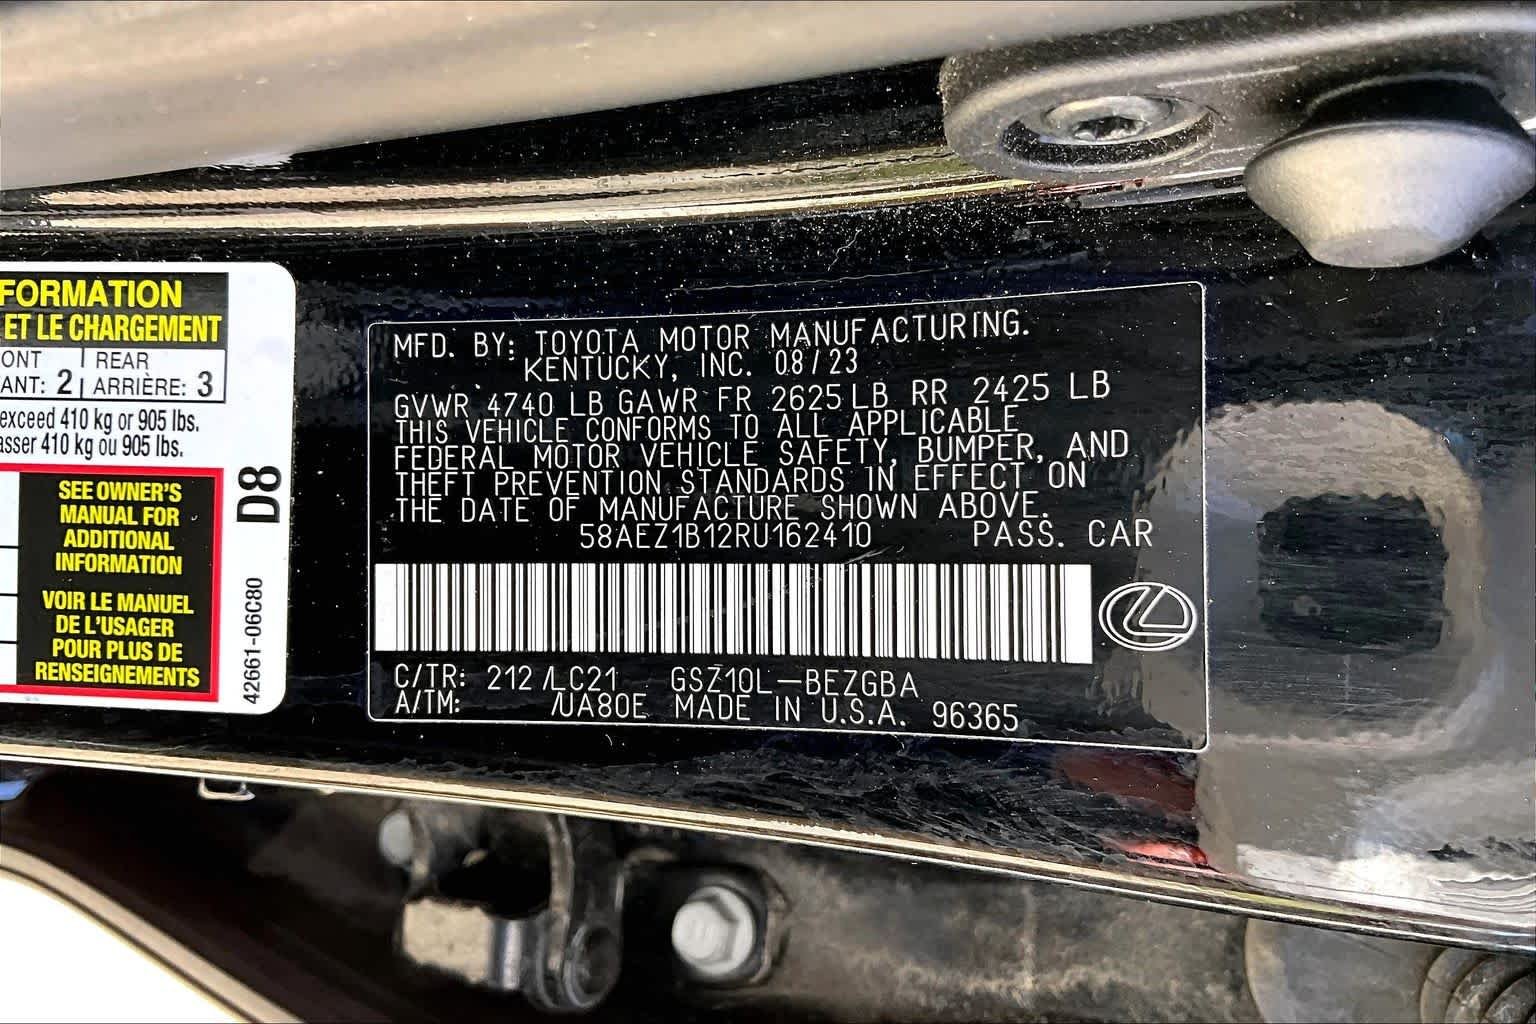 FORMATION
ET LE CHARGEMENT
ONT REAR
ANT: 2 ARRIÈRE: 3
exceed 410 kg or 905 lbs.
asser 410 kg ou 905 lbs.
SEE OWNER'S
MANUAL FOR
ADDITIONAL
INFORMATION
VOIR LE MANUEL
DE L'USAGER
POUR PLUS DE
RENSEIGNEMENTS
D8
42661-06C80
MFD. BY: TOYOTA MOTOR MANUFACTURING.
KENTUCKY, INC. 08/23
GVWR 4740 LB GAWR FR 2625 LB RR 2425 LB
THIS VEHICLE CONFORMS TO ALL APPLICABLE
FEDERAL MOTOR VEHICLE SAFETY, BUMPER, AND
THEFT PREVENTION STANDARDS IN EFFECT ON
THE DATE OF MANUFACTURE SHOWN ABOVE.
58AEZ1B12RU162410 PASS. CAR
C/TR: 212/LC21 GSZ10L-BEZGBA
A/TM: /UA80E MADE IN U.S.A. 96365